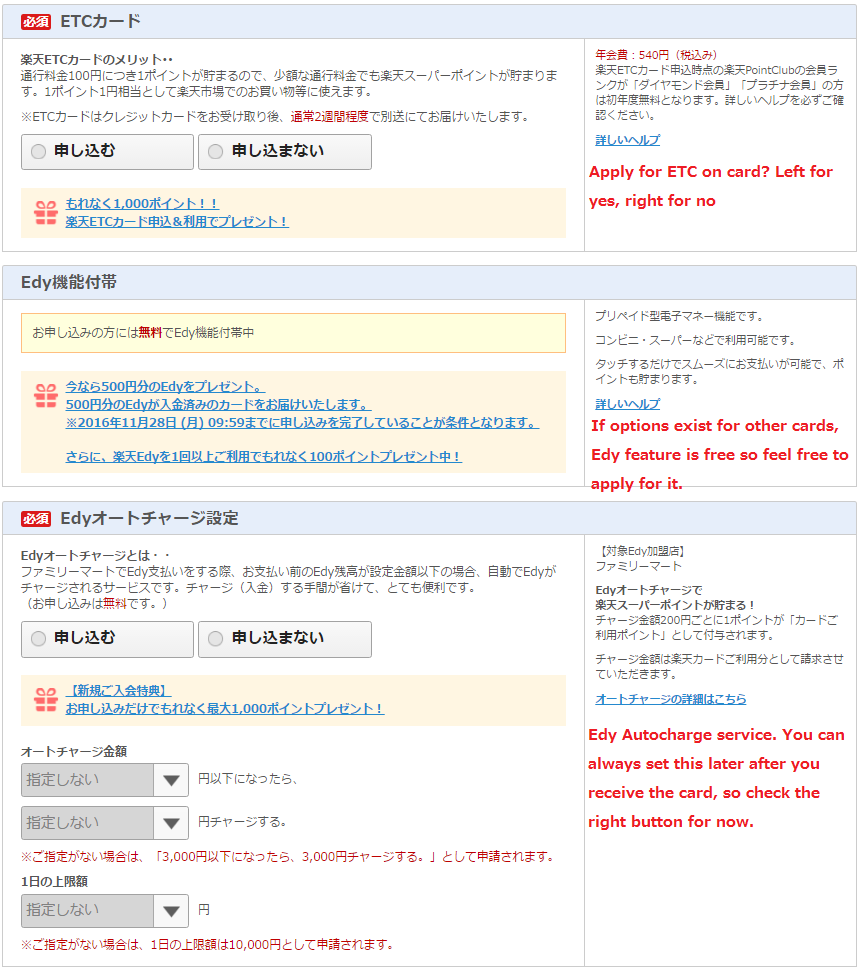 必須 ETCカード
楽天ETCカードのメリット・・
通行料金100円につき1ポイントが貯まるので、少額な通行料金でも楽天スーパーポイントが貯まりま
す。1ポイント1円相当として楽天市場でのお買い物等に使えます。
※ETCカードはクレジットカードをお受け取り後、通常2週間程度で別送にてお届けいたします。
申し込む 申し込まない
もれなく1,000ポイント！！
楽天ETCカード申込＆利用でプレゼント！
年会費：540円（税込み）
楽天ETCカード申込時点の楽天PointClubの会員ラ
ンクが「ダイヤモンド会員」「プラチナ会員」の方
は初年度無料となります。詳しいヘルプを必ずご確
認ください。
詳しいヘルプ
Apply for ETC on card? Left for
yes, right for no
Edy機能付帯
お申し込みの方には無料でEdy機能付帯中
今なら500円分のEdyをプレゼント。
500円分のEdyが入金済みのカードをお届けいたします。
※2016年11月28日 (月) 09:59までに申し込みを完了していることが条件となります。
さらに、楽天Edyを1回以上ご利用でもれなく100ポイントプレゼント中！
プリペイド型電子マネー機能です。
コンビニ・スーパーなどで利用可能です。
タッチするだけでスムーズにお支払いが可能で、ポ
イントも貯まります。
詳しいヘルプ
If options exist for other cards,
Edy feature is free so feel free to
apply for it.
必須 Edyオートチャージ設定
Edyオートチャージとは・・
ファミリーマートでEdy支払いをする際、お支払い前のEdy残高が設定金額以下の場合、自動でEdyが
チャージされるサービスです。チャージ（入金）する手間が省けて、とても便利です。
（お申し込みは無料です。）
申し込む 申し込まない
【新規ご入会特典】
お申し込みだけでもれなく最大1,000ポイントプレゼント！
オートチャージ金額
指定しない 円以下になったら、
指定しない 円チャージする。
※ご指定がない場合は、「3,000円以下になったら、3,000円チャージする。」として申請されます。
1日の上限額
指定しない 円
※ご指定がない場合は、1日の上限額は10,000円として申請されます。
【対象Edy加盟店】
ファミリーマート
Edyオートチャージで
楽天スーパーポイントが貯まる！
チャージ金額200円ごとに1ポイントが「カードご
利用ポイント」として付与されます。
チャージ金額は楽天カードご利用分として請求させ
ていただきます。
オートチャージの詳細はこちら
Edy Autocharge service. You can
always set this later after you
receive the card, so check the
right button for now.